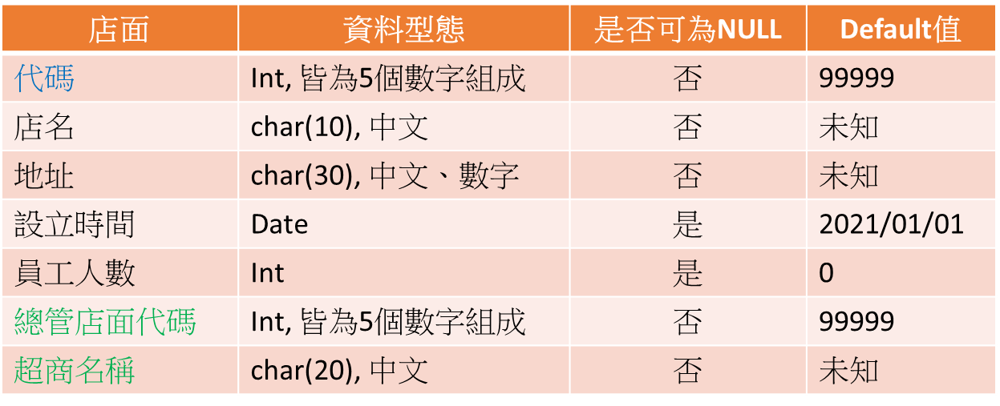 店面 資料型態 是否可為NULL Default值
代碼 Int, 皆為5個數字組成 否 99999
店名 char(10), 中文 否 未知
地址 char(30), 中文、數字 否 未知
設立時間 Date 是 2021/01/01
員工人數 Int 是 0
總管店面代碼 Int, 皆為5個數字組成 否 99999
超商名稱 char(20), 中文 否 未知